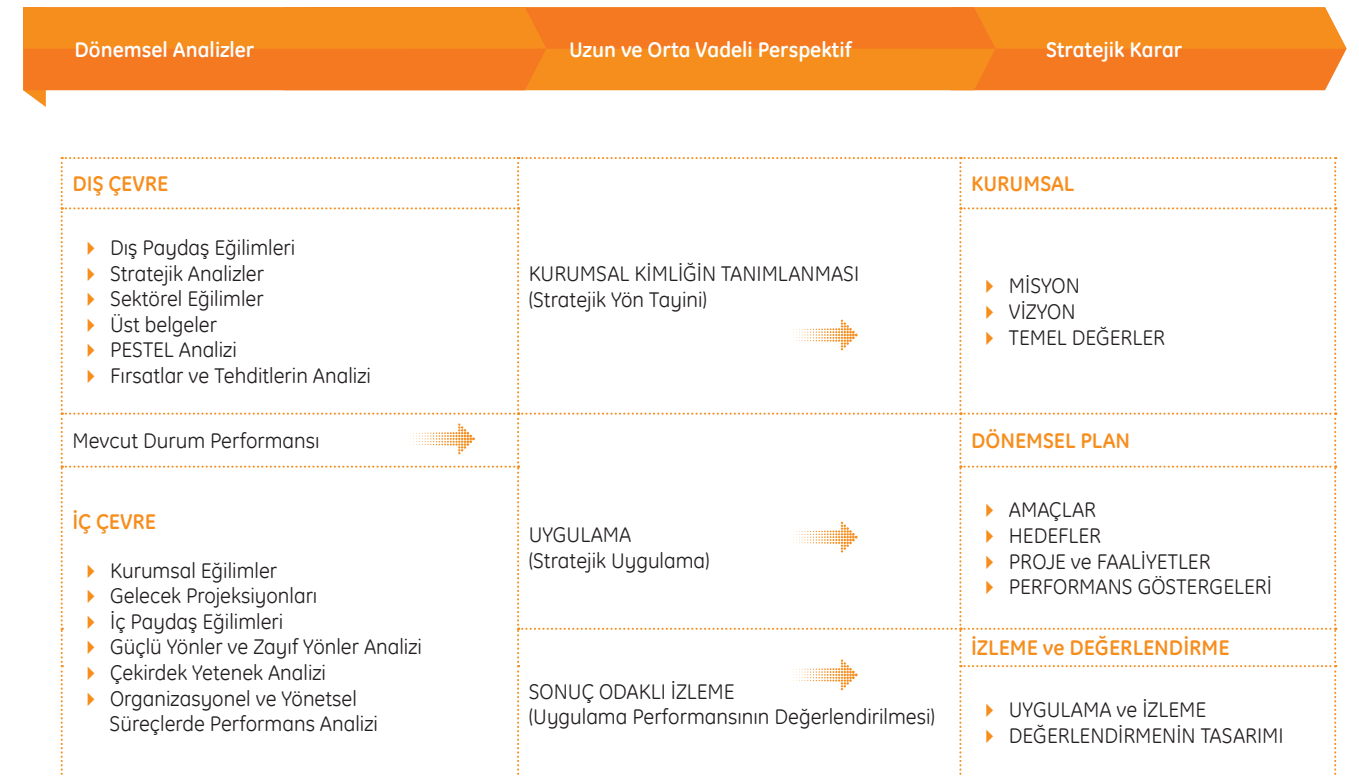 Dönemsel Analizler
Uzun ve Orta Vadeli Perspektif
Stratejik Karar
DIŞ ÇEVRE
Dış Paydaş Eğilimleri
Stratejik Analizler
Sektörel Eğilimler
Üst belgeler
PESTEL Analizi
Fırsatlar ve Tehditlerin Analizi
Mevcut Durum Performansı
İÇ ÇEVRE
Kurumsal Eğilimler
Gelecek Projeksiyonları
İç Paydaş Eğilimleri
Güçlü Yönler ve Zayıf Yönler Analizi
Çekirdek Yetenek Analizi
Organizasyonel ve Yönetsel
Süreçlerde Performans Analizi
KURUMSAL KİMLİĞİN TANIMLANMASI
(Stratejik Yön Tayini)
UYGULAMA
(Stratejik Uygulama)
SONUÇ ODAKLI İZLEME
(Uygulama Performansının Değerlendirilmesi)
KURUMSAL
MİSYON
VİZYON
TEMEL DEĞERLER
DÖNEMSEL PLAN
AMAÇLAR
HEDEFLER
PROJE ve FAALİYETLER
PERFORMANS GÖSTERGELERİ
İZLEME ve DEĞERLENDİRME
UYGULAMA ve İZLEME
DEĞERLENDİRMENİN TASARIMI